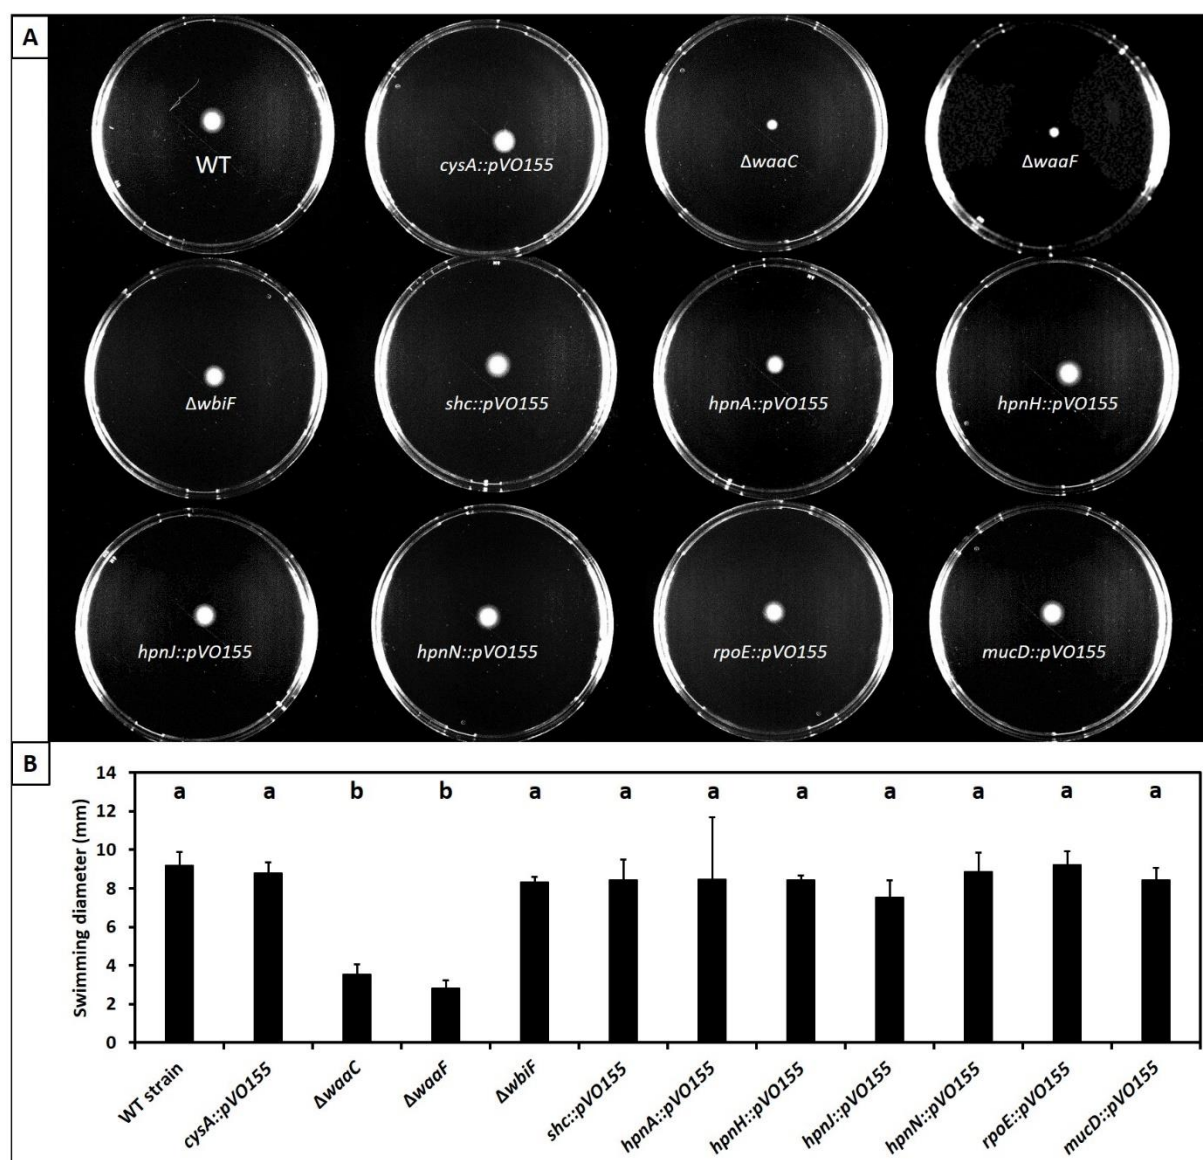 A
WT
cysA::pVO155
ΔwaaC
ΔwaaF
ΔwbiF
shc::pVO155
hpnA::pVO155
hpnH::pVO155
hpnJ::pVO155
hpnN::pVO155
rpoE::pVO155
mucD::pVO155
B
14
12
10
8
6
4
2
0
Swimming diameter (mm)
a a b b a a a a a a a a
WT strain
cysA::pVO155
ΔwaaC
ΔwaaF
ΔwbiF
shc::pVO155
hpnA::pVO155
hpnH::pVO155
hpnJ::pVO155
hpnN::pVO155
rpoE::pVO155
mucD::pVO155